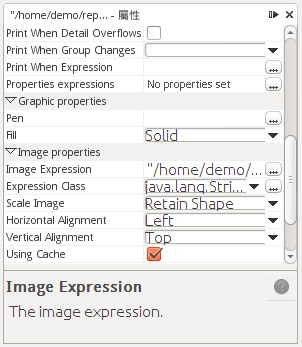 "/home/demo/rep... - 屬性
Print When Detail Overflows
Print When Group Changes
Print When Expression ...
Properties expressions No properties set ...
Graphic properties
Pen ...
Fill Solid
Image properties
Image Expression "/home/demo/... ...
Expression Class java.lang.Stri... ...
Scale Image Retain Shape
Horizontal Alignment Left
Vertical Alignment Top
Using Cache
Image Expression ?
The image expression.